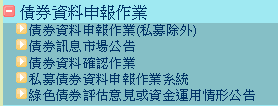 債券資料申報作業
債券資料申報作業(私募除外)
債券訊息市場公告
債券資料確認作業
私募債券資料申報作業系統
綠色債券評估意見或資金運用情形公告